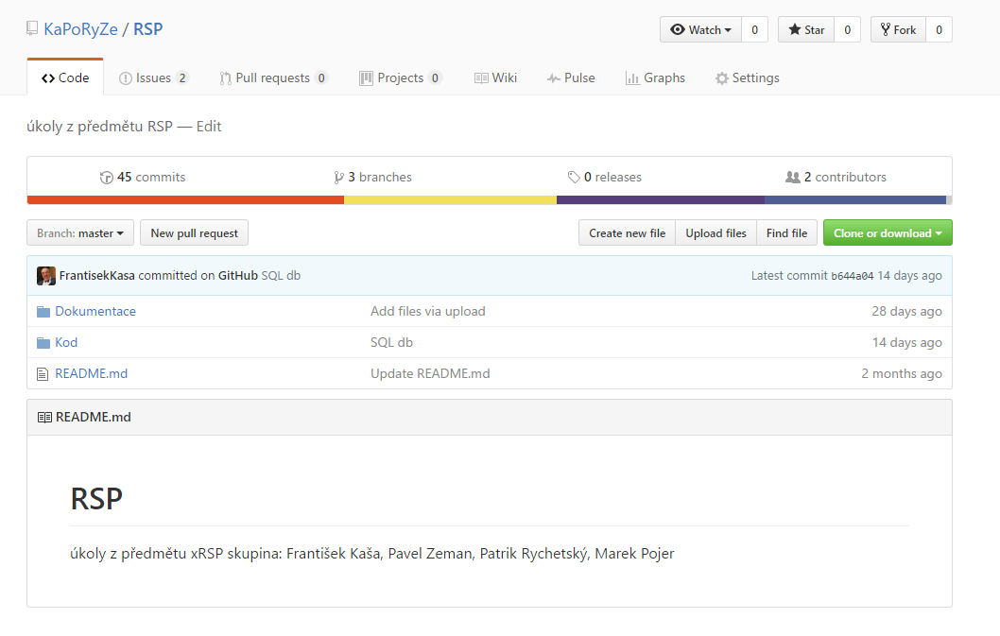 KaPoRyZe / RSP
Watch 0 Star 0 Fork 0
Code Issues 2 Pull requests 0 Projects 0 Wiki Pulse Graphs Settings
úkoly z předmětu RSP — Edit
45 commits 3 branches 0 releases 2 contributors
Branch: master New pull request Create new file Upload files Find file Clone or download
FrantisekKasa committed on GitHub SQL db Latest commit b644a04 14 days ago
Dokumentace Add files via upload 28 days ago
Kod SQL db 14 days ago
README.md Update README.md 2 months ago
README.md
RSP
úkoly z předmětu xRSP skupina: František Kaša, Pavel Zeman, Patrik Rychetský, Marek Pojer